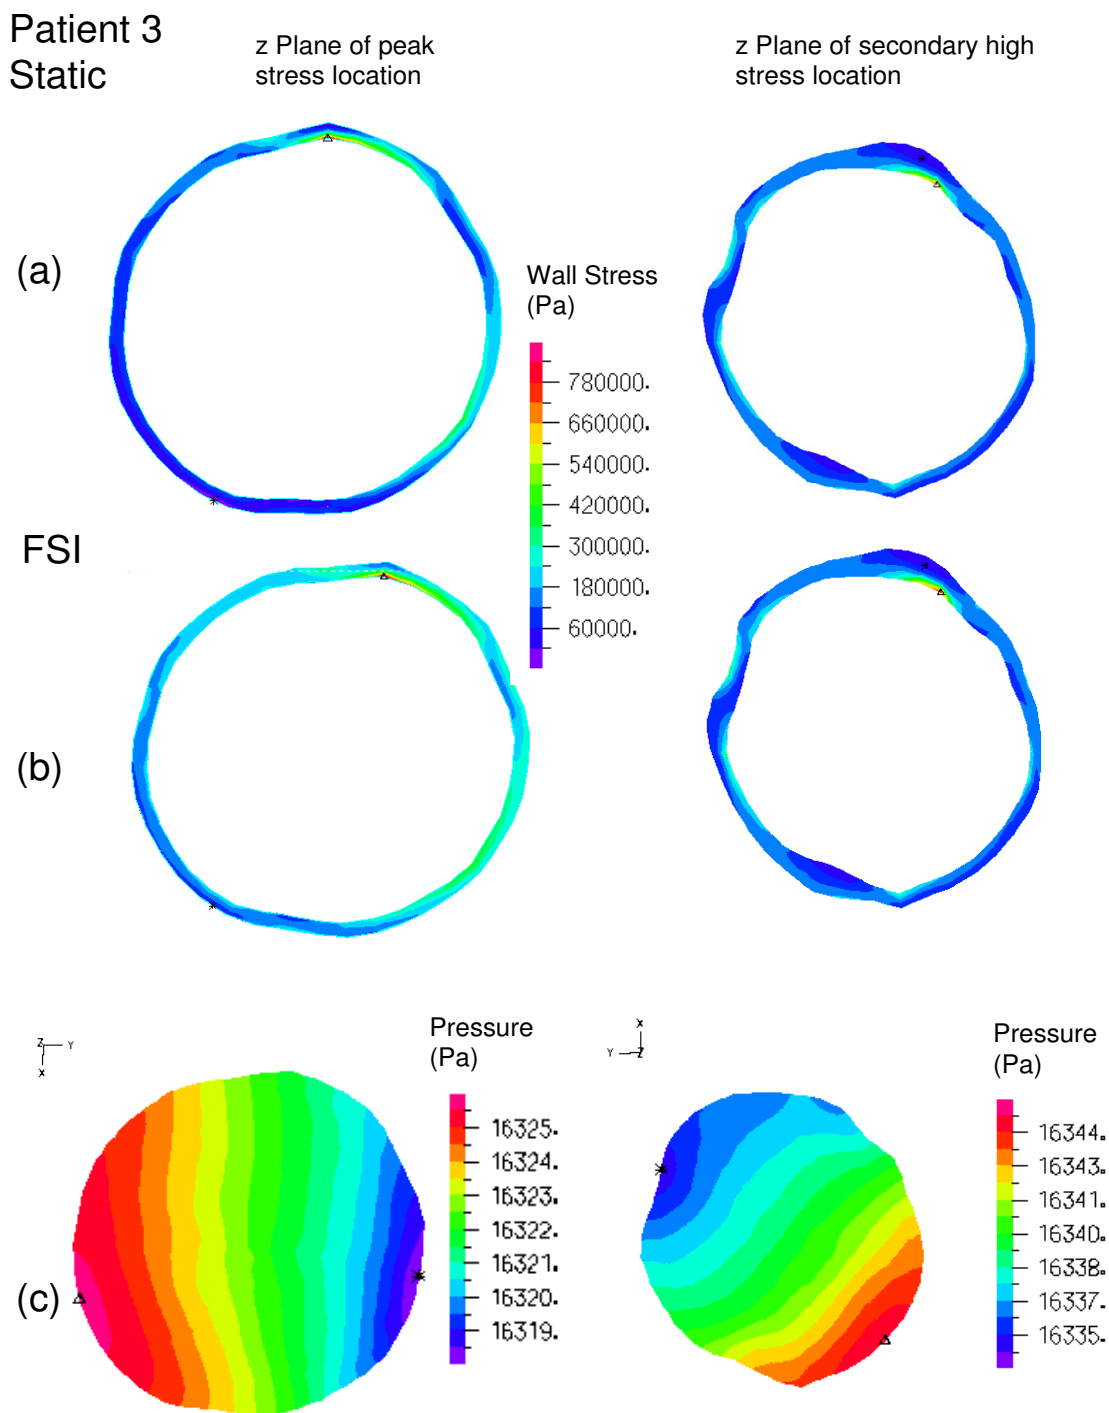 Patient 3
Static
z Plane of peak
stress location
z Plane of secondary high
stress location
(a)
Wall Stress
(Pa)
780000.
660000.
540000.
420000.
300000.
180000.
60000.
FSI
(b)
Z Y
X
Pressure
(Pa)
16325.
16324.
16323.
16322.
16321.
16320.
16319.
X
Y Z
Pressure
(Pa)
16344.
16343.
16341.
16340.
16338.
16337.
16335.
(c)